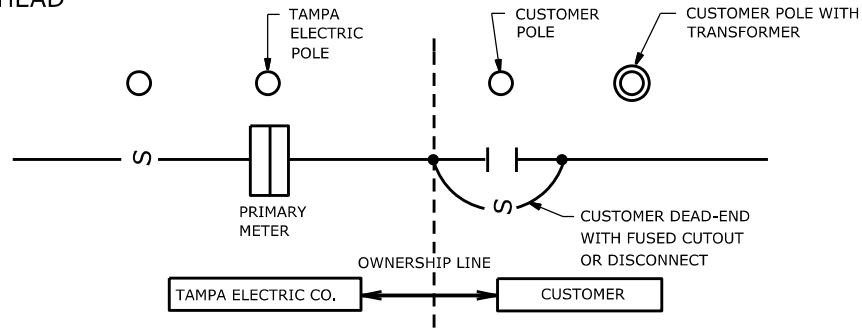 TAMPA
ELECTRIC
POLE
CUSTOMER
POLE
CUSTOMER POLE WITH
TRANSFORMER
S
PRIMARY
METER
S
CUSTOMER DEAD-END
WITH FUSED CUTOUT
OR DISCONNECT
OWNERSHIP LINE
TAMPA ELECTRIC CO.
CUSTOMER